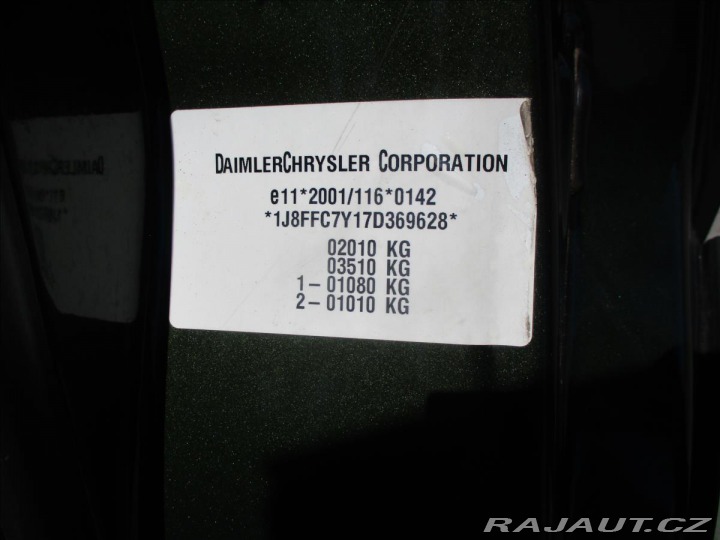 DAIMLERCHRYSLER CORPORATION
e11*2001/116*0142
*1J8FFC7Y17D369628*
02010 KG
03510 KG
1-01080 KG
2-01010 KG
RAJAUT.CZ